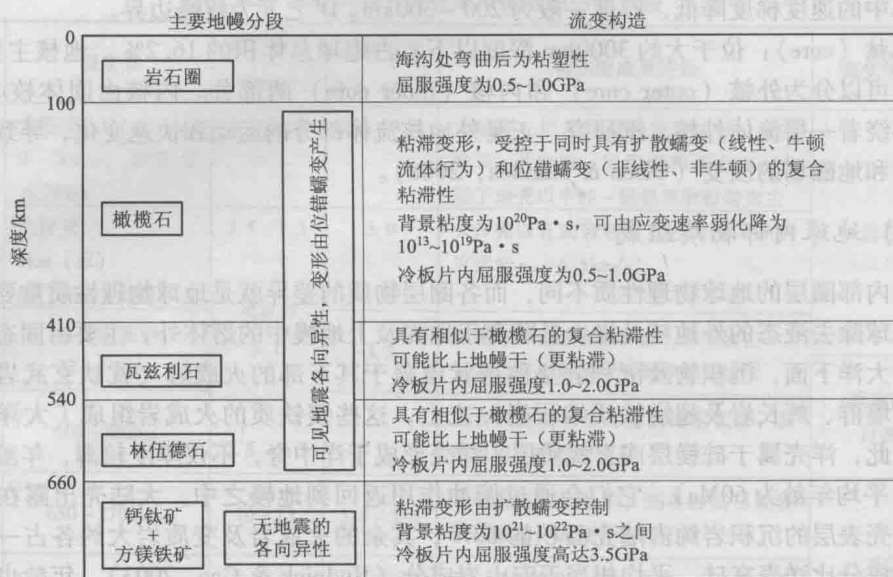 主要地幔分段
流变构造
0
岩石圈
海沟处弯曲后为粘塑性
屈服强度为0.5~1.0GPa
100
深度/km
橄榄石
可见地震各向异性 变形由位错蠕变产生
粘滞变形，受控于同时具有扩散蠕变（线性、牛顿
流体行为）和位错蠕变（非线性、非牛顿）的复合
粘滞性
背景粘度为10²⁰Pa·s，可由应变速率弱化降为
10¹³~10¹⁹Pa·s
冷板片内屈服强度为0.5~1.0GPa
410
瓦兹利石
具有相似于橄榄石的复合粘滞性
可能比上地幔干（更粘滞）
冷板片内屈服强度1.0~2.0GPa
540
林伍德石
具有相似于橄榄石的复合粘滞性
可能比上地幔干（更粘滞）
冷板片内屈服强度1.0~2.0GPa
660
钙钛矿
+
方镁铁矿
无地震的
各向异性
粘滞变形由扩散蠕变控制
背景粘度为10²¹~10²²Pa·s之间
冷板片内屈服强度高达3.5GPa